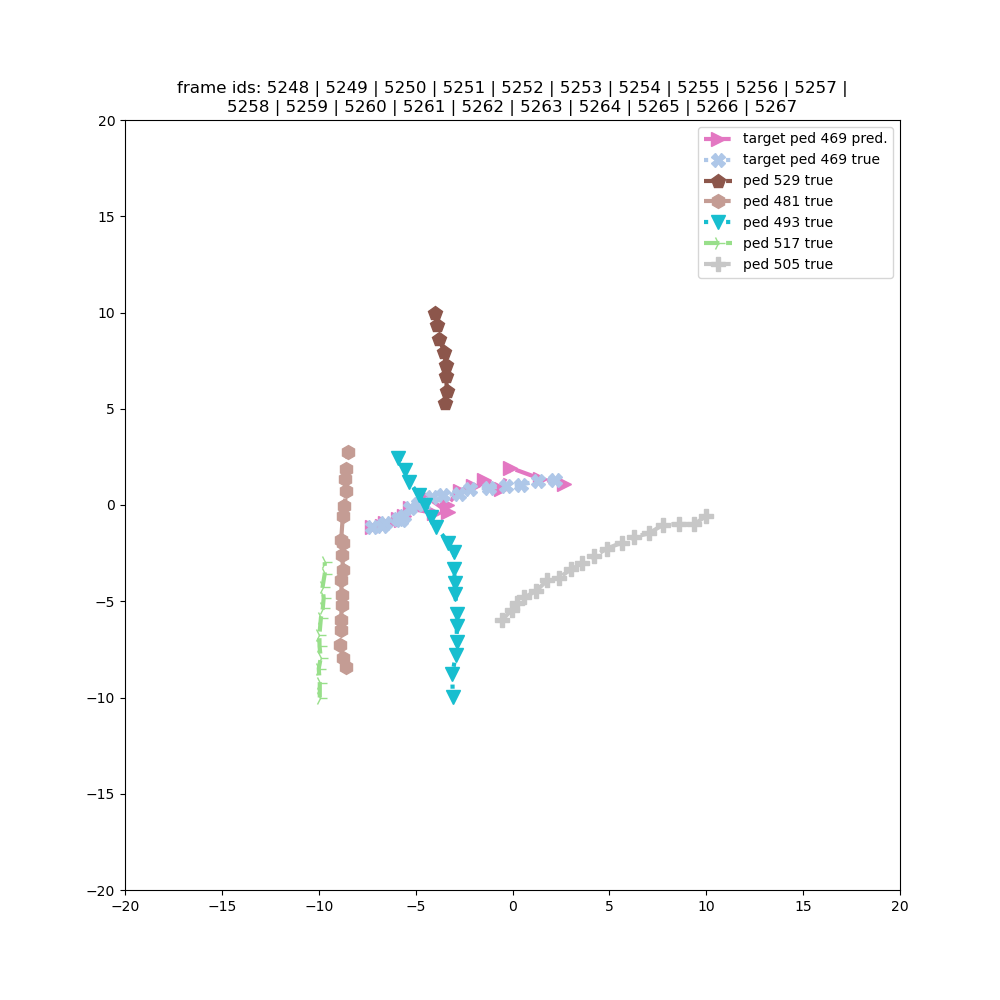 frame ids: 5248 | 5249 | 5250 | 5251 | 5252 | 5253 | 5254 | 5255 | 5256 | 5257 |
5258 | 5259 | 5260 | 5261 | 5262 | 5263 | 5264 | 5265 | 5266 | 5267
20
15
10
5
0
−5
−10
−15
−20
target ped 469 pred.
target ped 469 true
ped 529 true
ped 481 true
ped 493 true
ped 517 true
ped 505 true
−20 −15 −10 −5 0 5 10 15 20